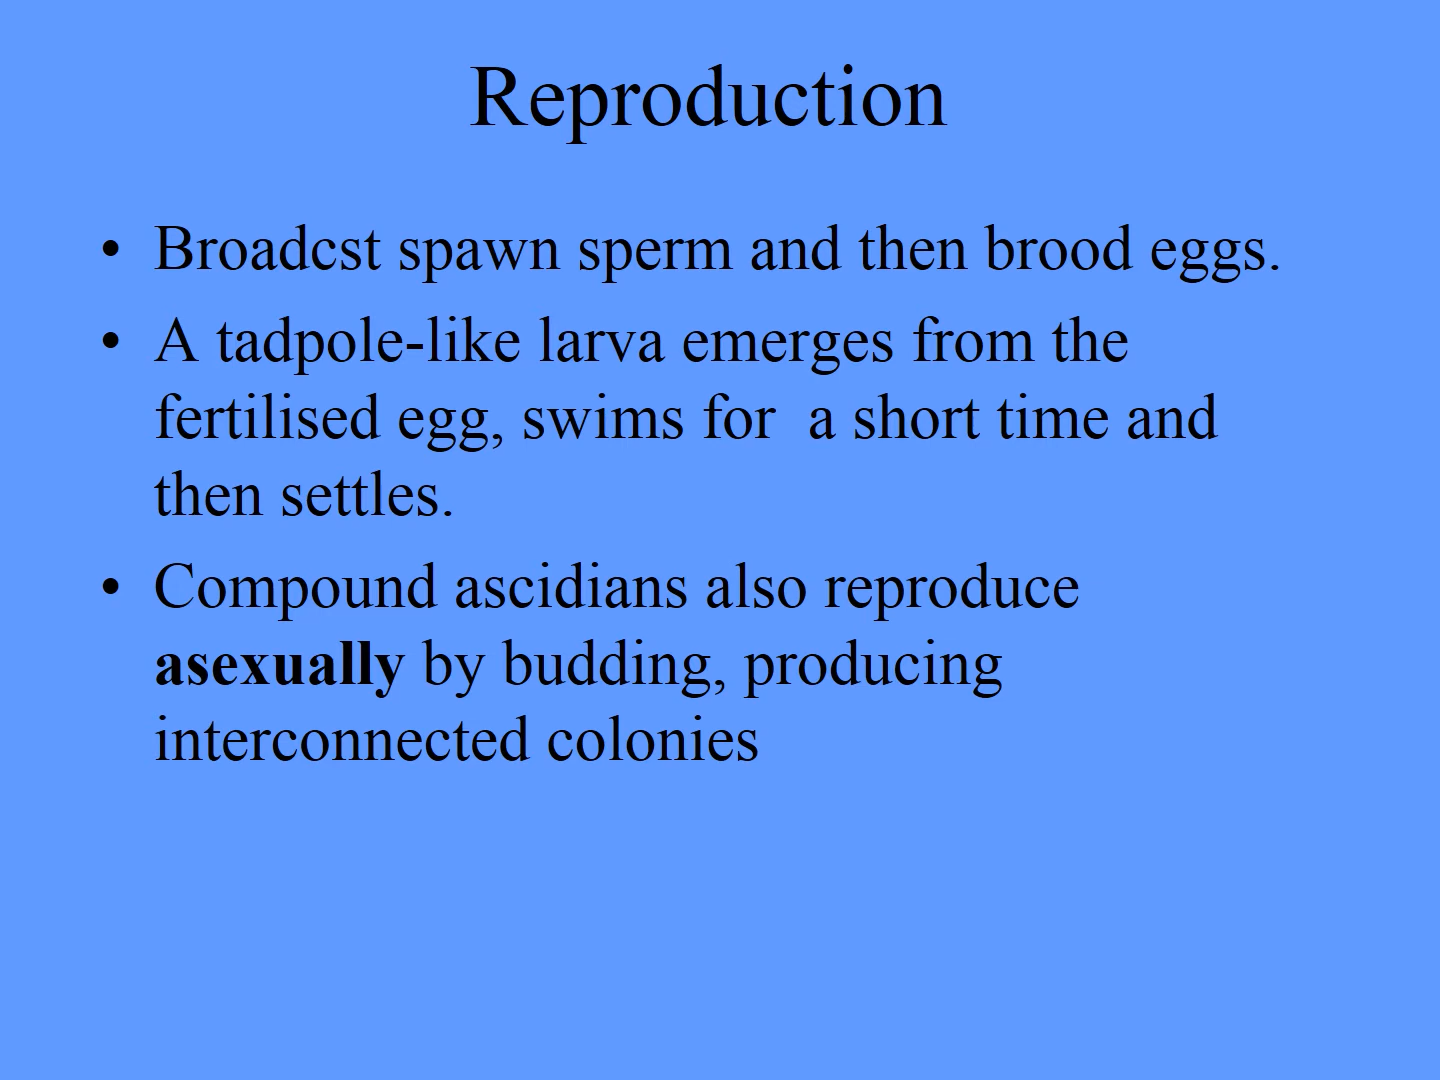 Reproduction
• Broadcst spawn sperm and then brood eggs.
• A tadpole-like larva emerges from the
fertilised egg, swims for  a short time and
then settles.
• Compound ascidians also reproduce
asexually by budding, producing
interconnected colonies